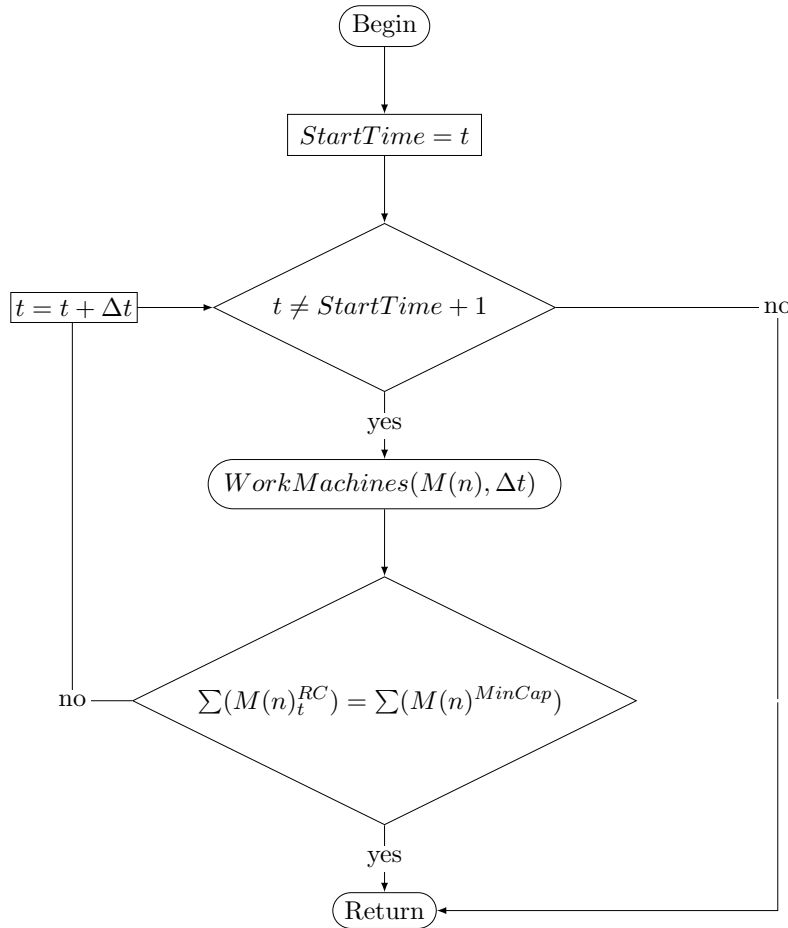 Begin
StartTime = t
t = t + Δt
t ≠ StartTime + 1
no
yes
WorkMachines(M(n), Δt)
∑(M(n)_t^{RC}) = ∑(M(n)^{MinCap})
no
yes
Return